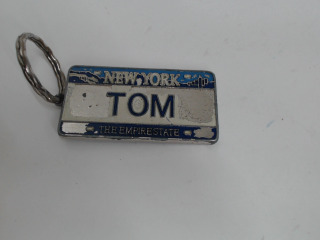 NEW YORK
TOM
THE EMPIRE STATE